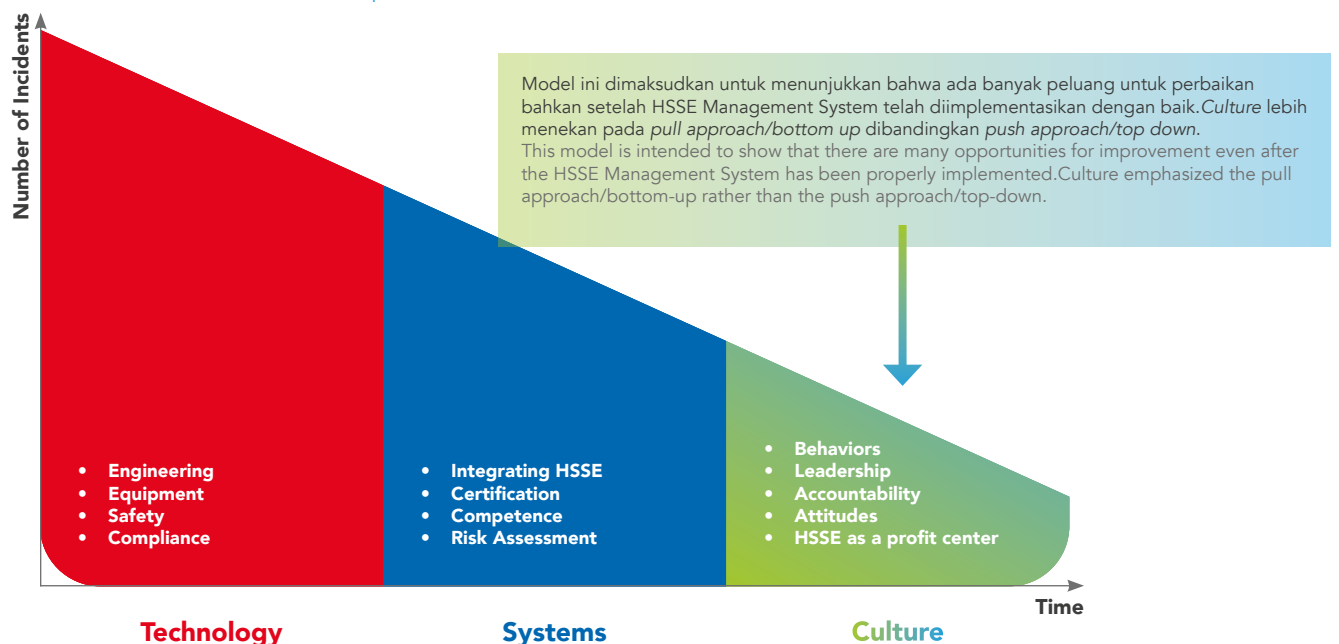 Number of Incidents
Model ini dimaksudkan untuk menunjukkan bahwa ada banyak peluang untuk perbaikan
bahkan setelah HSSE Management System telah diimplementasikan dengan baik.Culture lebih
menekan pada pull approach/bottom up dibandingkan push approach/top down.
This model is intended to show that there are many opportunities for improvement even after
the HSSE Management System has been properly implemented.Culture emphasized the pull
approach/bottom-up rather than the push approach/top-down.
• Engineering
• Equipment
• Safety
• Compliance
• Integrating HSSE
• Certification
• Competence
• Risk Assessment
• Behaviors
• Leadership
• Accountability
• Attitudes
• HSSE as a profit center
Time
Technology
Systems
Culture